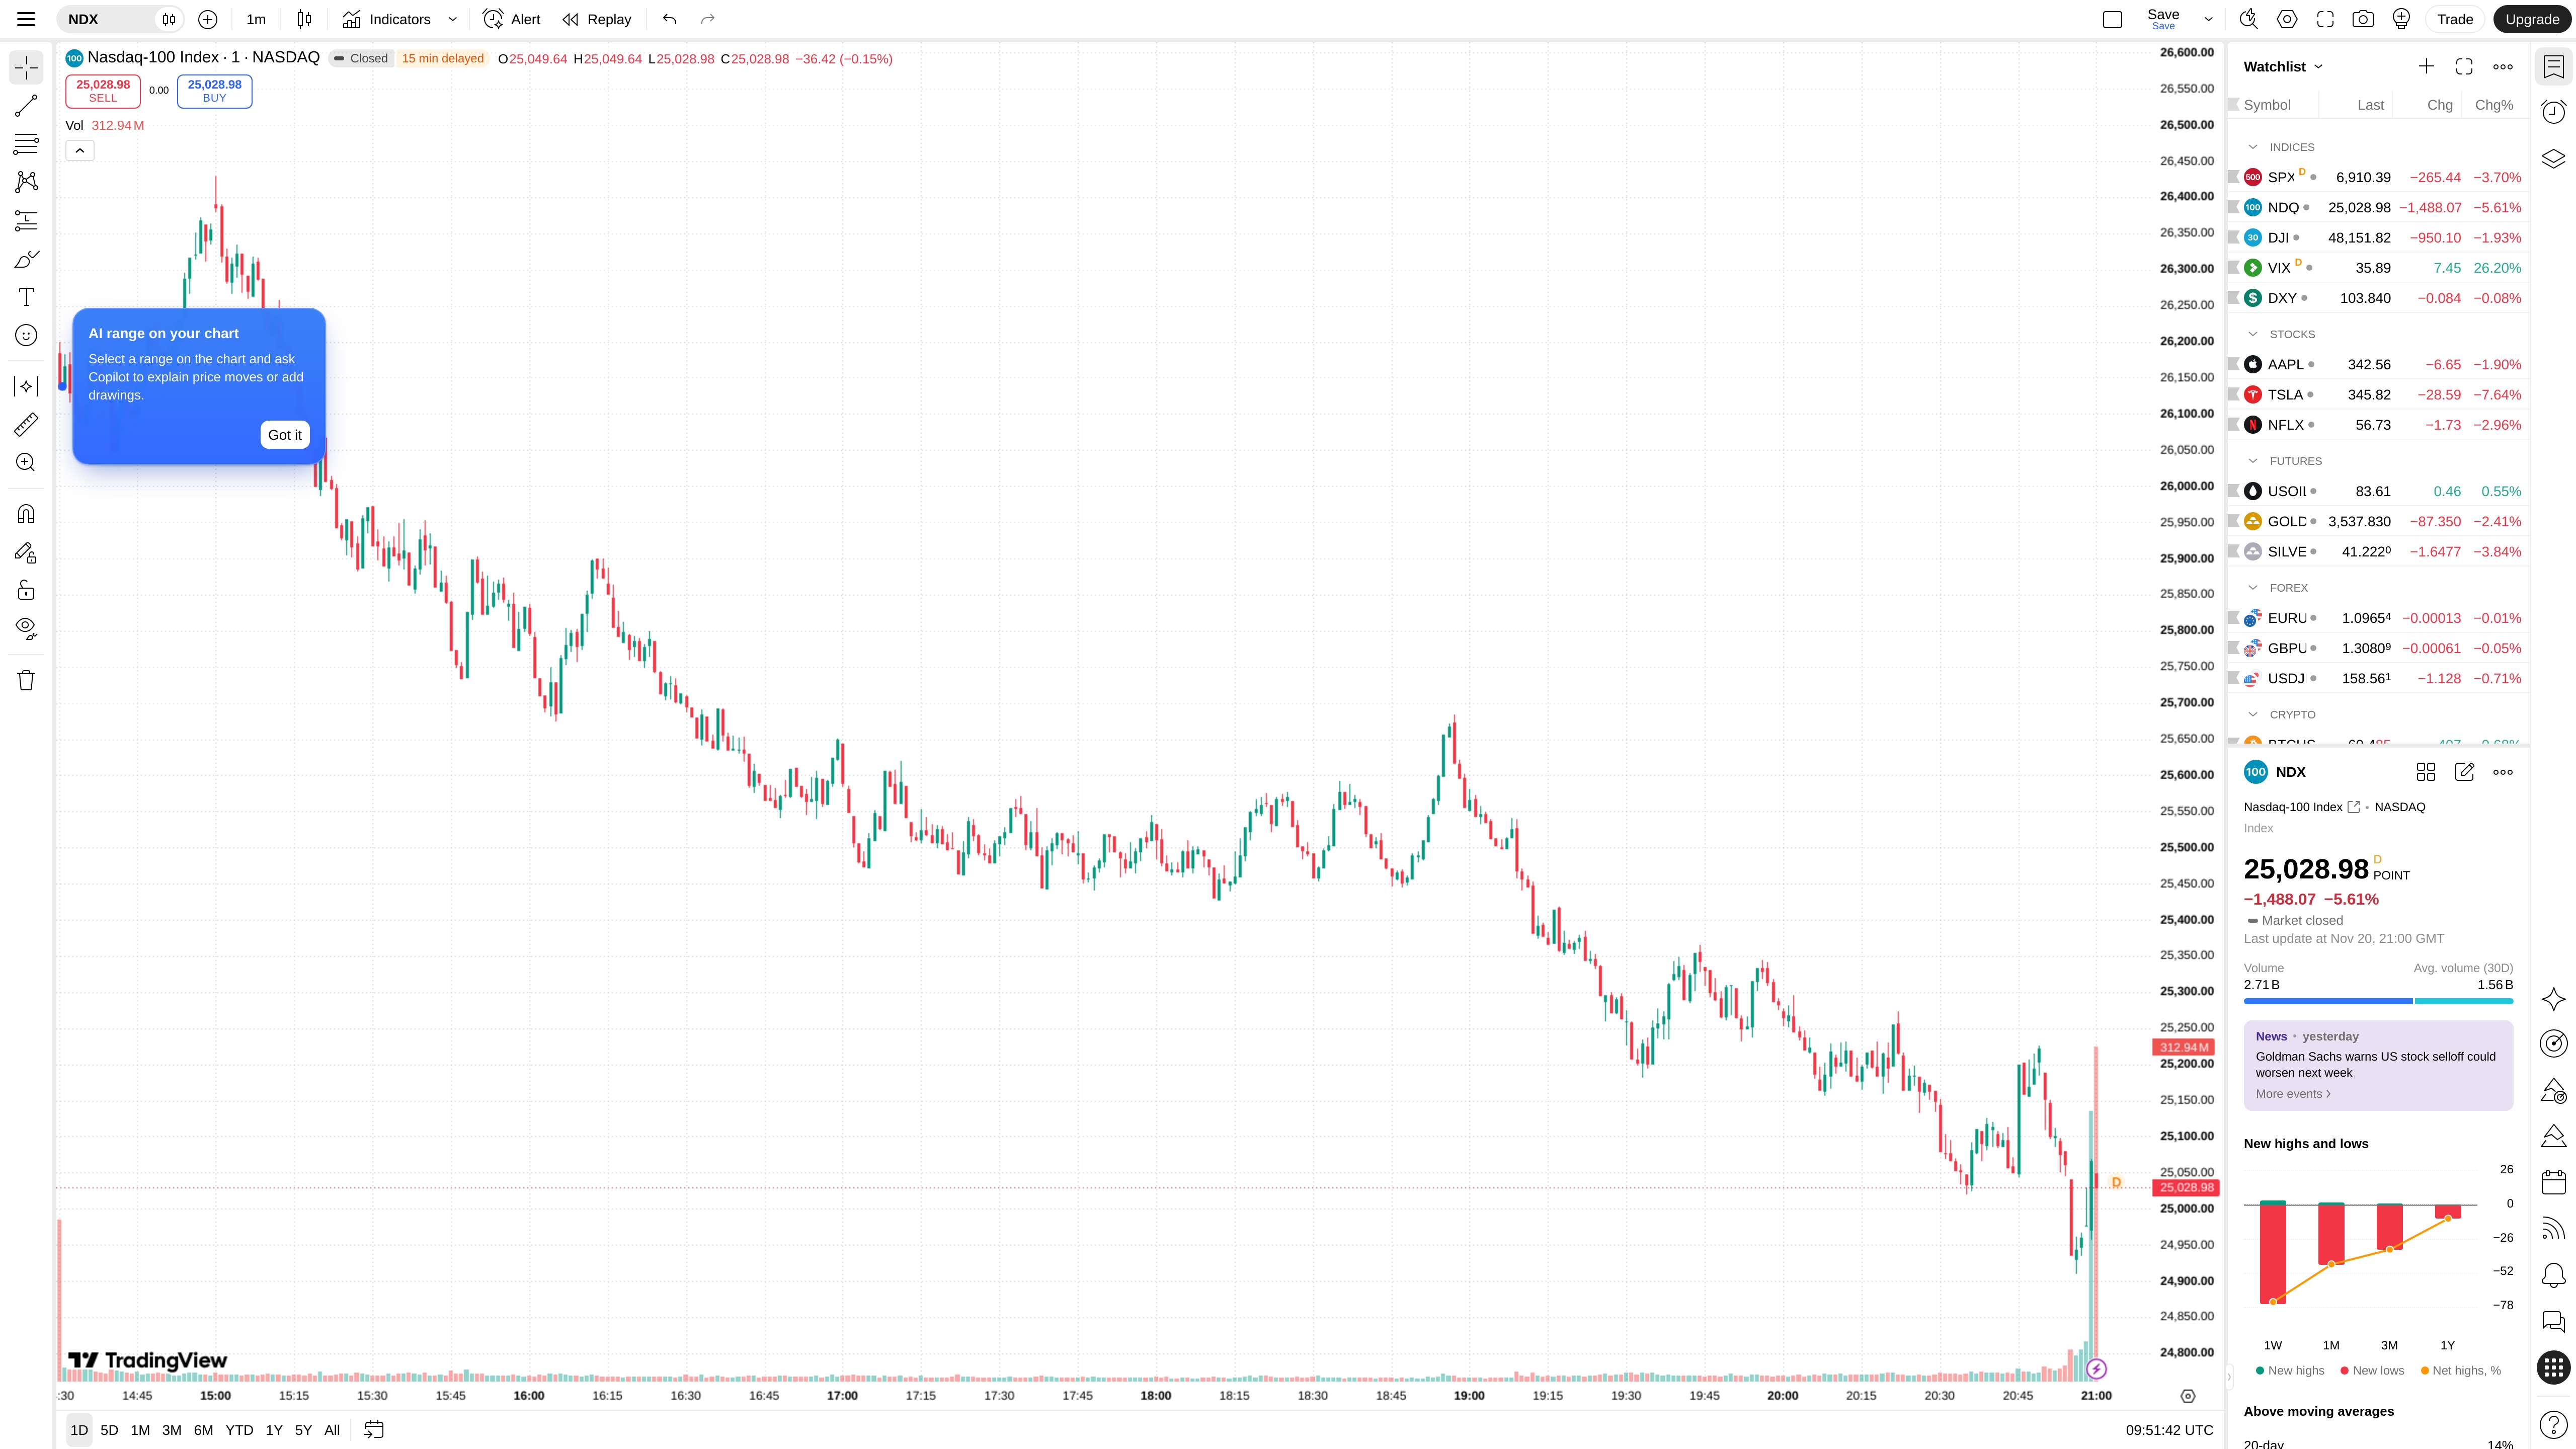 NDX
1m
Indicators
Alert
Replay
Save
Save
Trade
Upgrade
100 Nasdaq-100 Index · 1 · NASDAQ
Closed
15 min delayed
O25,049.64 H25,049.64 L25,028.98 C25,028.98 −36.42 (−0.15%)
25,028.98
SELL
0.00
25,028.98
BUY
Vol 312.94 M
AI range on your chart
Select a range on the chart and ask
Copilot to explain price moves or add
drawings.
Got it
26,600.00
26,550.00
26,500.00
26,450.00
26,400.00
26,350.00
26,300.00
26,250.00
26,200.00
26,150.00
26,100.00
26,050.00
26,000.00
25,950.00
25,900.00
25,850.00
25,800.00
25,750.00
25,700.00
25,650.00
25,600.00
25,550.00
25,500.00
25,450.00
25,400.00
25,350.00
25,300.00
25,250.00
312.94 M
25,200.00
25,150.00
25,100.00
25,050.00
D
25,028.98
25,000.00
24,950.00
24,900.00
24,850.00
24,800.00
TradingView
:30 14:45 15:00 15:15 15:30 15:45 16:00 16:15 16:30 16:45 17:00 17:15 17:30 17:45 18:00 18:15 18:30 18:45 19:00 19:15 19:30 19:45 20:00 20:15 20:30 20:45 21:00
1D 5D 1M 3M 6M YTD 1Y 5Y All
09:51:42 UTC
Watchlist
Symbol Last Chg Chg%
INDICES
500 SPX D 6,910.39 −265.44 −3.70%
100 NDQ 25,028.98 −1,488.07 −5.61%
30 DJI 48,151.82 −950.10 −1.93%
VIX D 35.89 7.45 26.20%
$ DXY 103.840 −0.084 −0.08%
STOCKS
AAPL 342.56 −6.65 −1.90%
TSLA 345.82 −28.59 −7.64%
N NFLX 56.73 −1.73 −2.96%
FUTURES
USOIL 83.61 0.46 0.55%
GOLD 3,537.830 −87.350 −2.41%
SILVE 41.2220 −1.6477 −3.84%
FOREX
EURU 1.09654 −0.00013 −0.01%
GBPU 1.30809 −0.00061 −0.05%
USDJ 158.561 −1.128 −0.71%
CRYPTO
100 NDX
Nasdaq-100 Index • NASDAQ
Index
25,028.98 D
POINT
−1,488.07 −5.61%
Market closed
Last update at Nov 20, 21:00 GMT
Volume Avg. volume (30D)
2.71 B 1.56 B
News • yesterday
Goldman Sachs warns US stock selloff could
worsen next week
More events
New highs and lows
26
0
−26
−52
−78
1W 1M 3M 1Y
New highs New lows Net highs, %
Above moving averages
20-day 14%